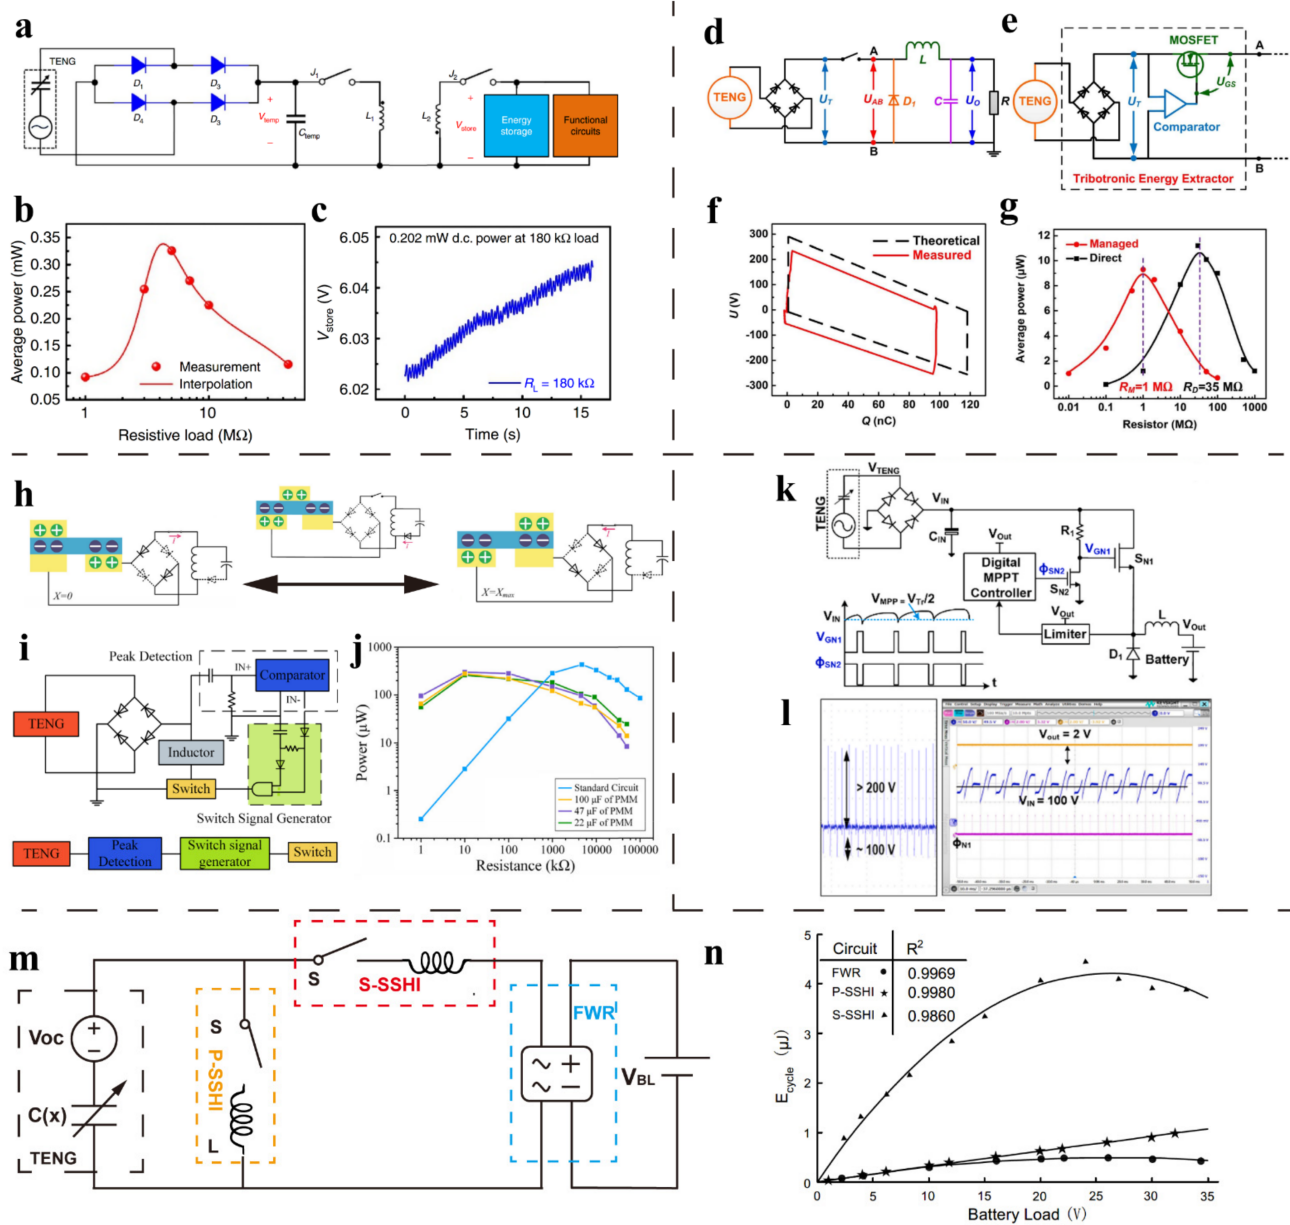 a
TENG
D1
D3
D4
D3
J1
J2
+
Vtemp
−
Ctemp
L1
L2
+
Vstore
−
Energy
storage
Functional
circuits
b
Average power (mW)
0.35
0.30
0.25
0.20
0.15
0.10
0.05
Measurement
Interpolation
1
10
Resistive load (MΩ)
c
Vstore (V)
6.05
6.04
6.03
6.02
0.202 mW d.c. power at 180 kΩ load
RL = 180 kΩ
0
5
10
15
Time (s)
d
TENG
UT
A
UAB
B
D1
L
C
UO
R
e
MOSFET
A
UGS
TENG
UT
Comparator
B
Tribotronic Energy Extractor
f
U (V)
300
200
100
0
-100
-200
-300
Theoretical
Measured
0 20 40 60 80 100 120
Q (nC)
g
Average power (μW)
12
10
8
6
4
2
0
Managed
Direct
RM=1 MΩ
RD=35 MΩ
0.01 0.1 1 10 100 1000
Resistor (MΩ)
h
X=0
X=Xmax
i
Peak Detection
IN+
Comparator
IN-
TENG
Inductor
Switch
Switch Signal Generator
TENG
Peak
Detection
Switch signal
generator
Switch
j
Power (μW)
1000
100
10
1
0.1
Standard Circuit
100 μF of PMM
47 μF of PMM
22 μF of PMM
1 10 100 1000 10000 100000
Resistance (kΩ)
k
VTENG
TENG
VIN
CIN
R1
VOut
VGN1
SN1
Digital
MPPT
Controller
ΦSN2
SN2
VOut
Limiter
L
VOut
D1
Battery
VMPP = VTr/2
VIN
VGN1
ΦSN2
t
l
> 200 V
~ 100 V
Vout = 2 V
VIN = 100 V
ΦN1
m
S
S-SSHI
Voc
+
−
S
P-SSHI
L
C(x)
TENG
FWR
VBL
n
Ecycle (μJ)
5
4
3
2
1
0
Circuit R2
FWR 0.9969
P-SSHI 0.9980
S-SSHI 0.9860
0 5 10 15 20 25 30 35
Battery Load (V)